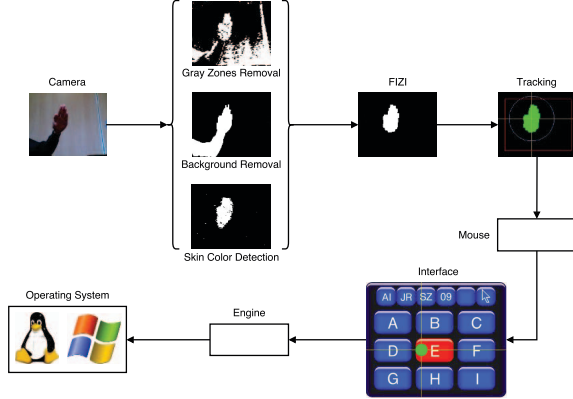 Camera
Gray Zones Removal
Background Removal
Skin Color Detection
FIZI
Tracking
Mouse
Interface
AI JR SZ 09
A B C
D E F
G H I
Engine
Operating System